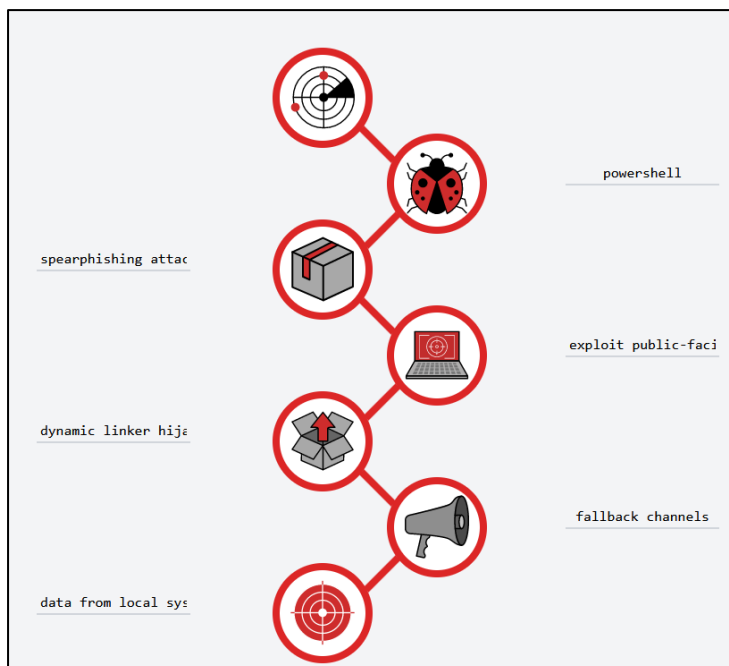 powershell
spearphishing attac
exploit public-faci
dynamic linker hija
fallback channels
data from local sys